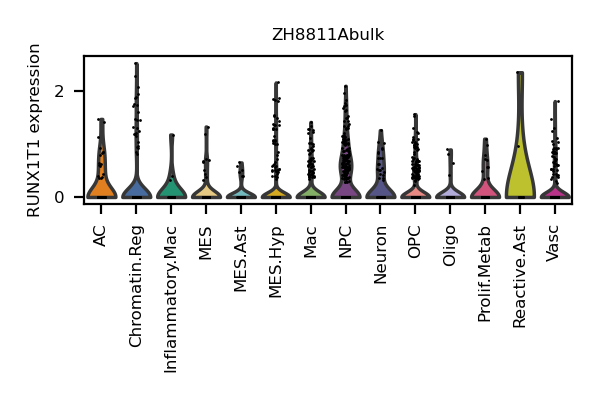 ZH8811Abulk
RUNX1T1 expression
2
0
AC
Chromatin.Reg
Inflammatory.Mac
MES
MES.Ast
MES.Hyp
Mac
NPC
Neuron
OPC
Oligo
Prolif.Metab
Reactive.Ast
Vasc